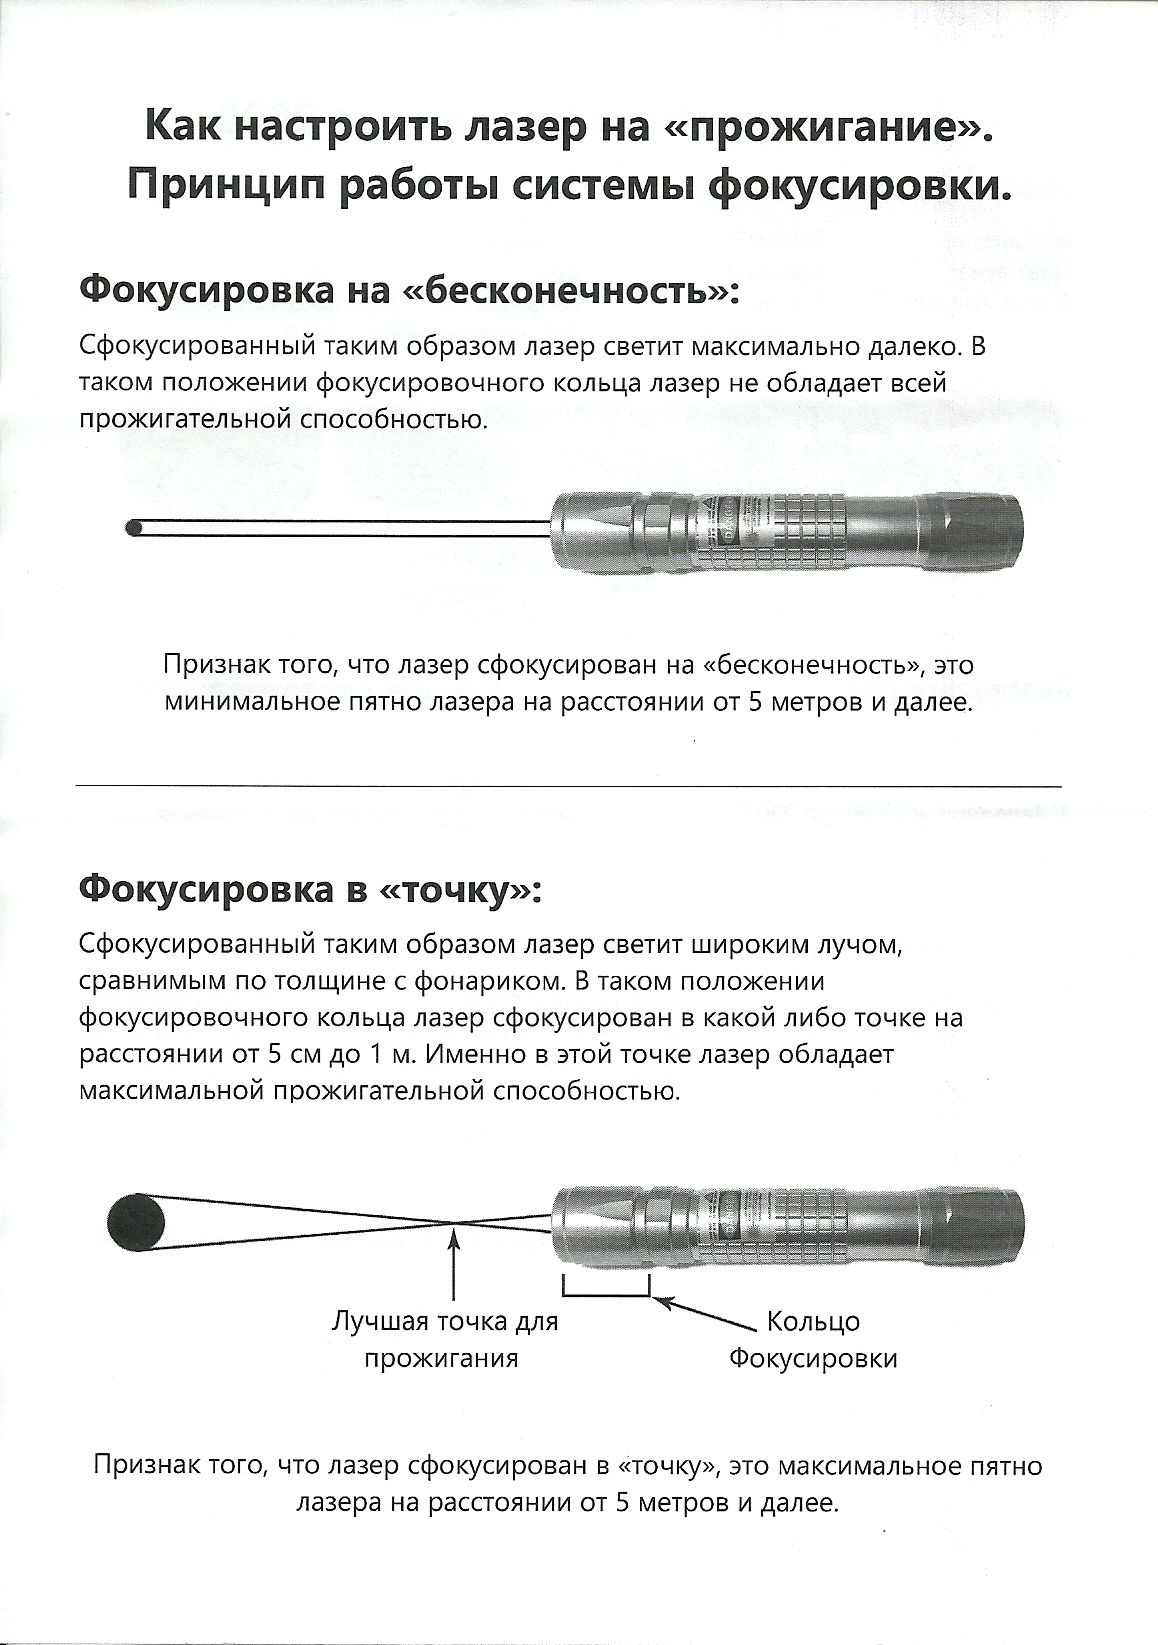 Как настроить лазер на «прожигание».
Принцип работы системы фокусировки.
Фокусировка на «бесконечность»:
Сфокусированный таким образом лазер светит максимально далеко. В
таком положении фокусировочного кольца лазер не обладает всей
прожигательной способностью.
Признак того, что лазер сфокусирован на «бесконечность», это
минимальное пятно лазера на расстоянии от 5 метров и далее.
Фокусировка в «точку»:
Сфокусированный таким образом лазер светит широким лучом,
сравнимым по толщине с фонариком. В таком положении
фокусировочного кольца лазер сфокусирован в какой либо точке на
расстоянии от 5 см до 1 м. Именно в этой точке лазер обладает
максимальной прожигательной способностью.
Лучшая точка для
прожигания
Кольцо
Фокусировки
Признак того, что лазер сфокусирован в «точку», это максимальное пятно
лазера на расстоянии от 5 метров и далее.